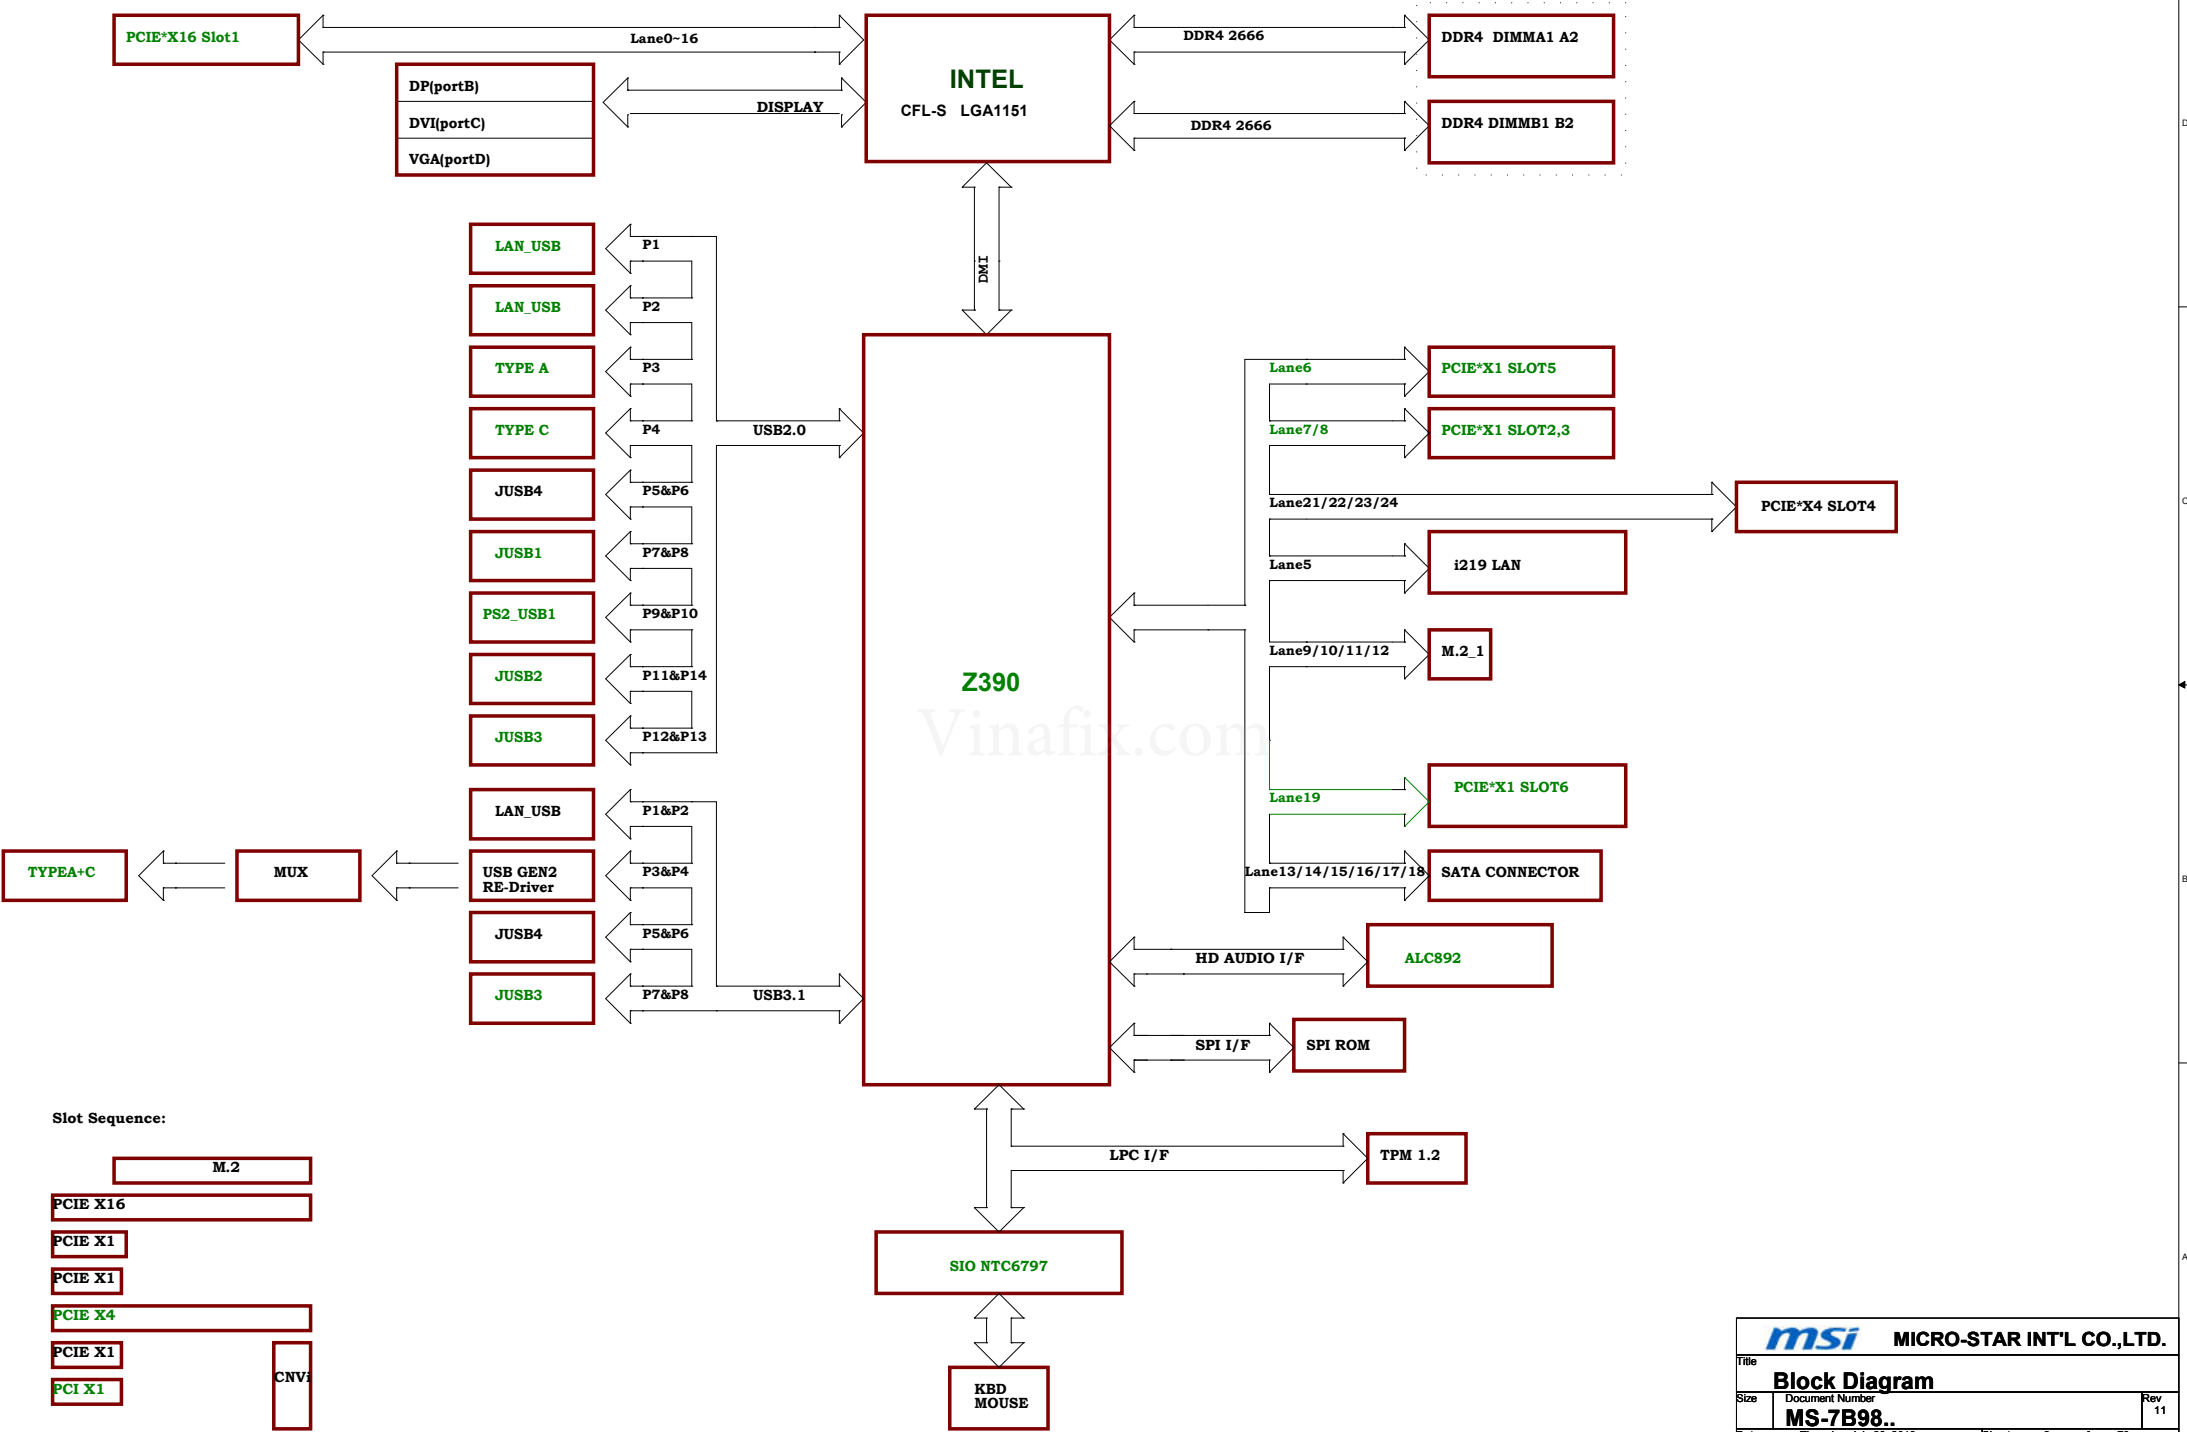 PCIE*X16 Slot1
Lane0~16
INTEL
CFL-S LGA1151
DDR4 2666
DDR4 DIMMA1 A2
DP(portB)
DVI(portC)
VGA(portD)
DISPLAY
DDR4 2666
DDR4 DIMMB1 B2
D
DMI
LAN_USB
P1
LAN_USB
P2
TYPE A
P3
TYPE C
P4
USB2.0
JUSB4
P5&P6
JUSB1
P7&P8
PS2_USB1
P9&P10
JUSB2
P11&P14
JUSB3
P12&P13
Z390
Vinafix.com
Lane6
PCIE*X1 SLOT5
Lane7/8
PCIE*X1 SLOT2,3
Lane21/22/23/24
PCIE*X4 SLOT4
C
Lane5
i219 LAN
Lane9/10/11/12
M.2_1
Lane19
PCIE*X1 SLOT6
Lane13/14/15/16/17/18
SATA CONNECTOR
B
LAN_USB
P1&P2
TYPEA+C
MUX
USB GEN2
RE-Driver
P3&P4
JUSB4
P5&P6
JUSB3
P7&P8
USB3.1
HD AUDIO I/F
ALC892
SPI I/F
SPI ROM
LPC I/F
TPM 1.2
SIO NTC6797
KBD
MOUSE
A
Slot Sequence:
M.2
PCIE X16
PCIE X1
PCIE X1
PCIE X4
PCIE X1
PCI X1
CNVi
msi MICRO-STAR INT'L CO.,LTD.
Title
Block Diagram
Size
Document Number
Rev
MS-7B98..
11